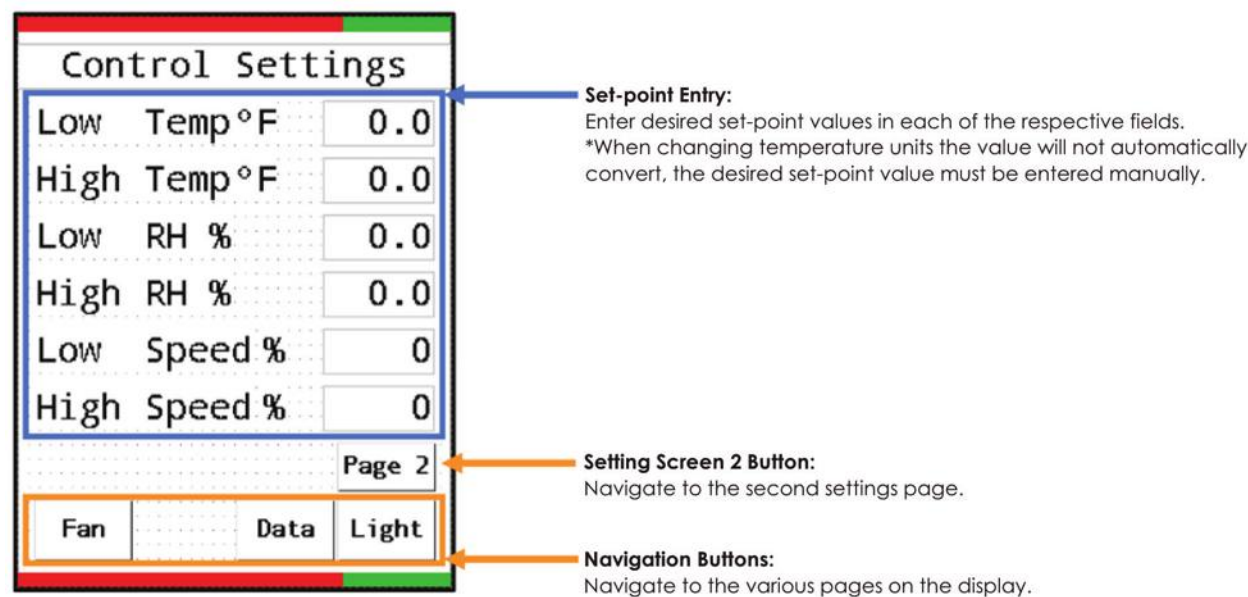 Control Settings
Low Temp°F 0.0
High Temp°F 0.0
Low RH % 0.0
High RH % 0.0
Low Speed % 0
High Speed % 0
Page 2
Fan Data Light
Set-point Entry:
Enter desired set-point values in each of the respective fields.
*When changing temperature units the value will not automatically
convert, the desired set-point value must be entered manually.
Setting Screen 2 Button:
Navigate to the second settings page.
Navigation Buttons:
Navigate to the various pages on the display.